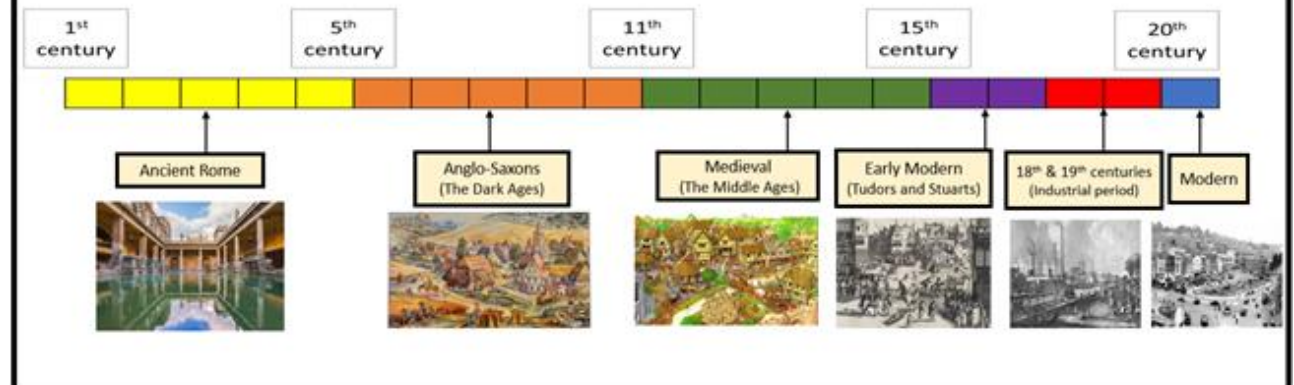 1st
century
5th
century
11th
century
15th
century
20th
century
Ancient Rome
Anglo-Saxons
(The Dark Ages)
Medieval
(The Middle Ages)
Early Modern
(Tudors and Stuarts)
18th & 19th centuries
(Industrial period)
Modern